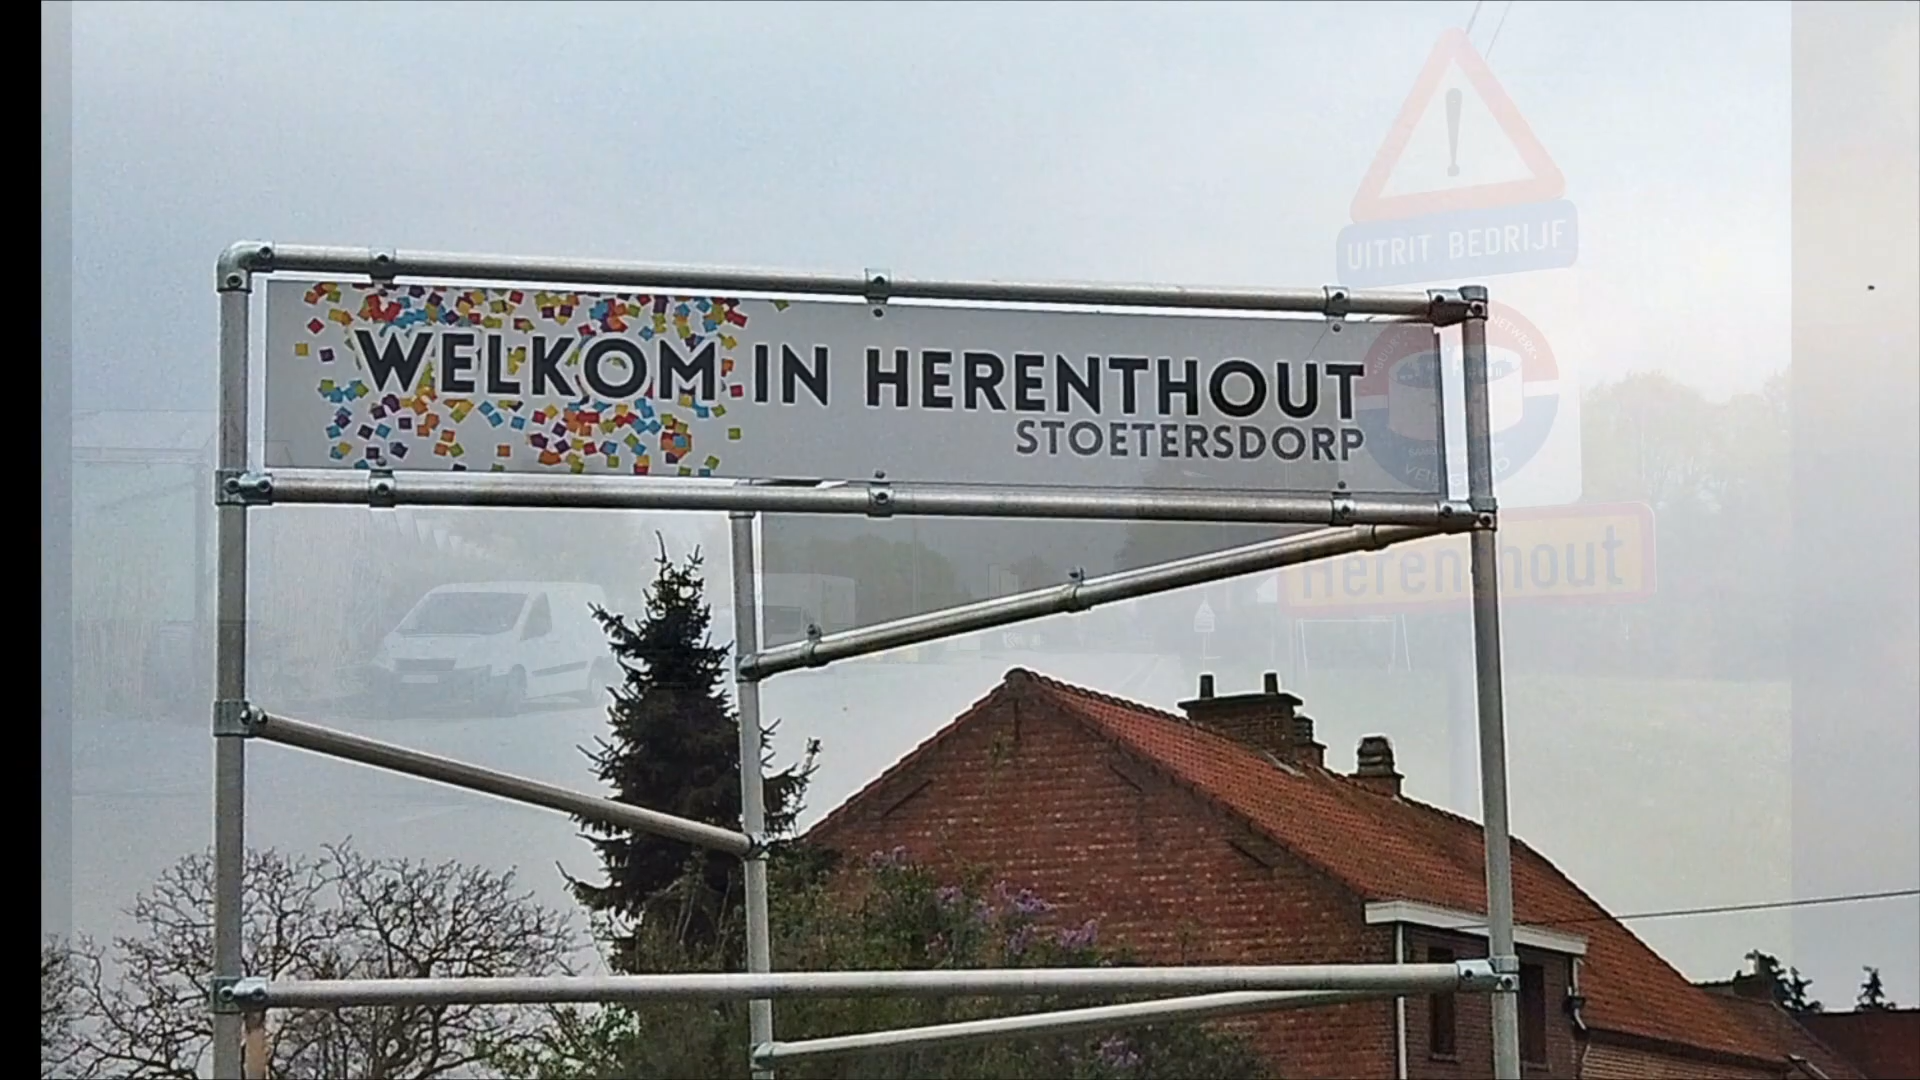 WELKOM IN HERENTHOUT
STOETERSDORP
UITRIT BEDRIJF
Herenthout